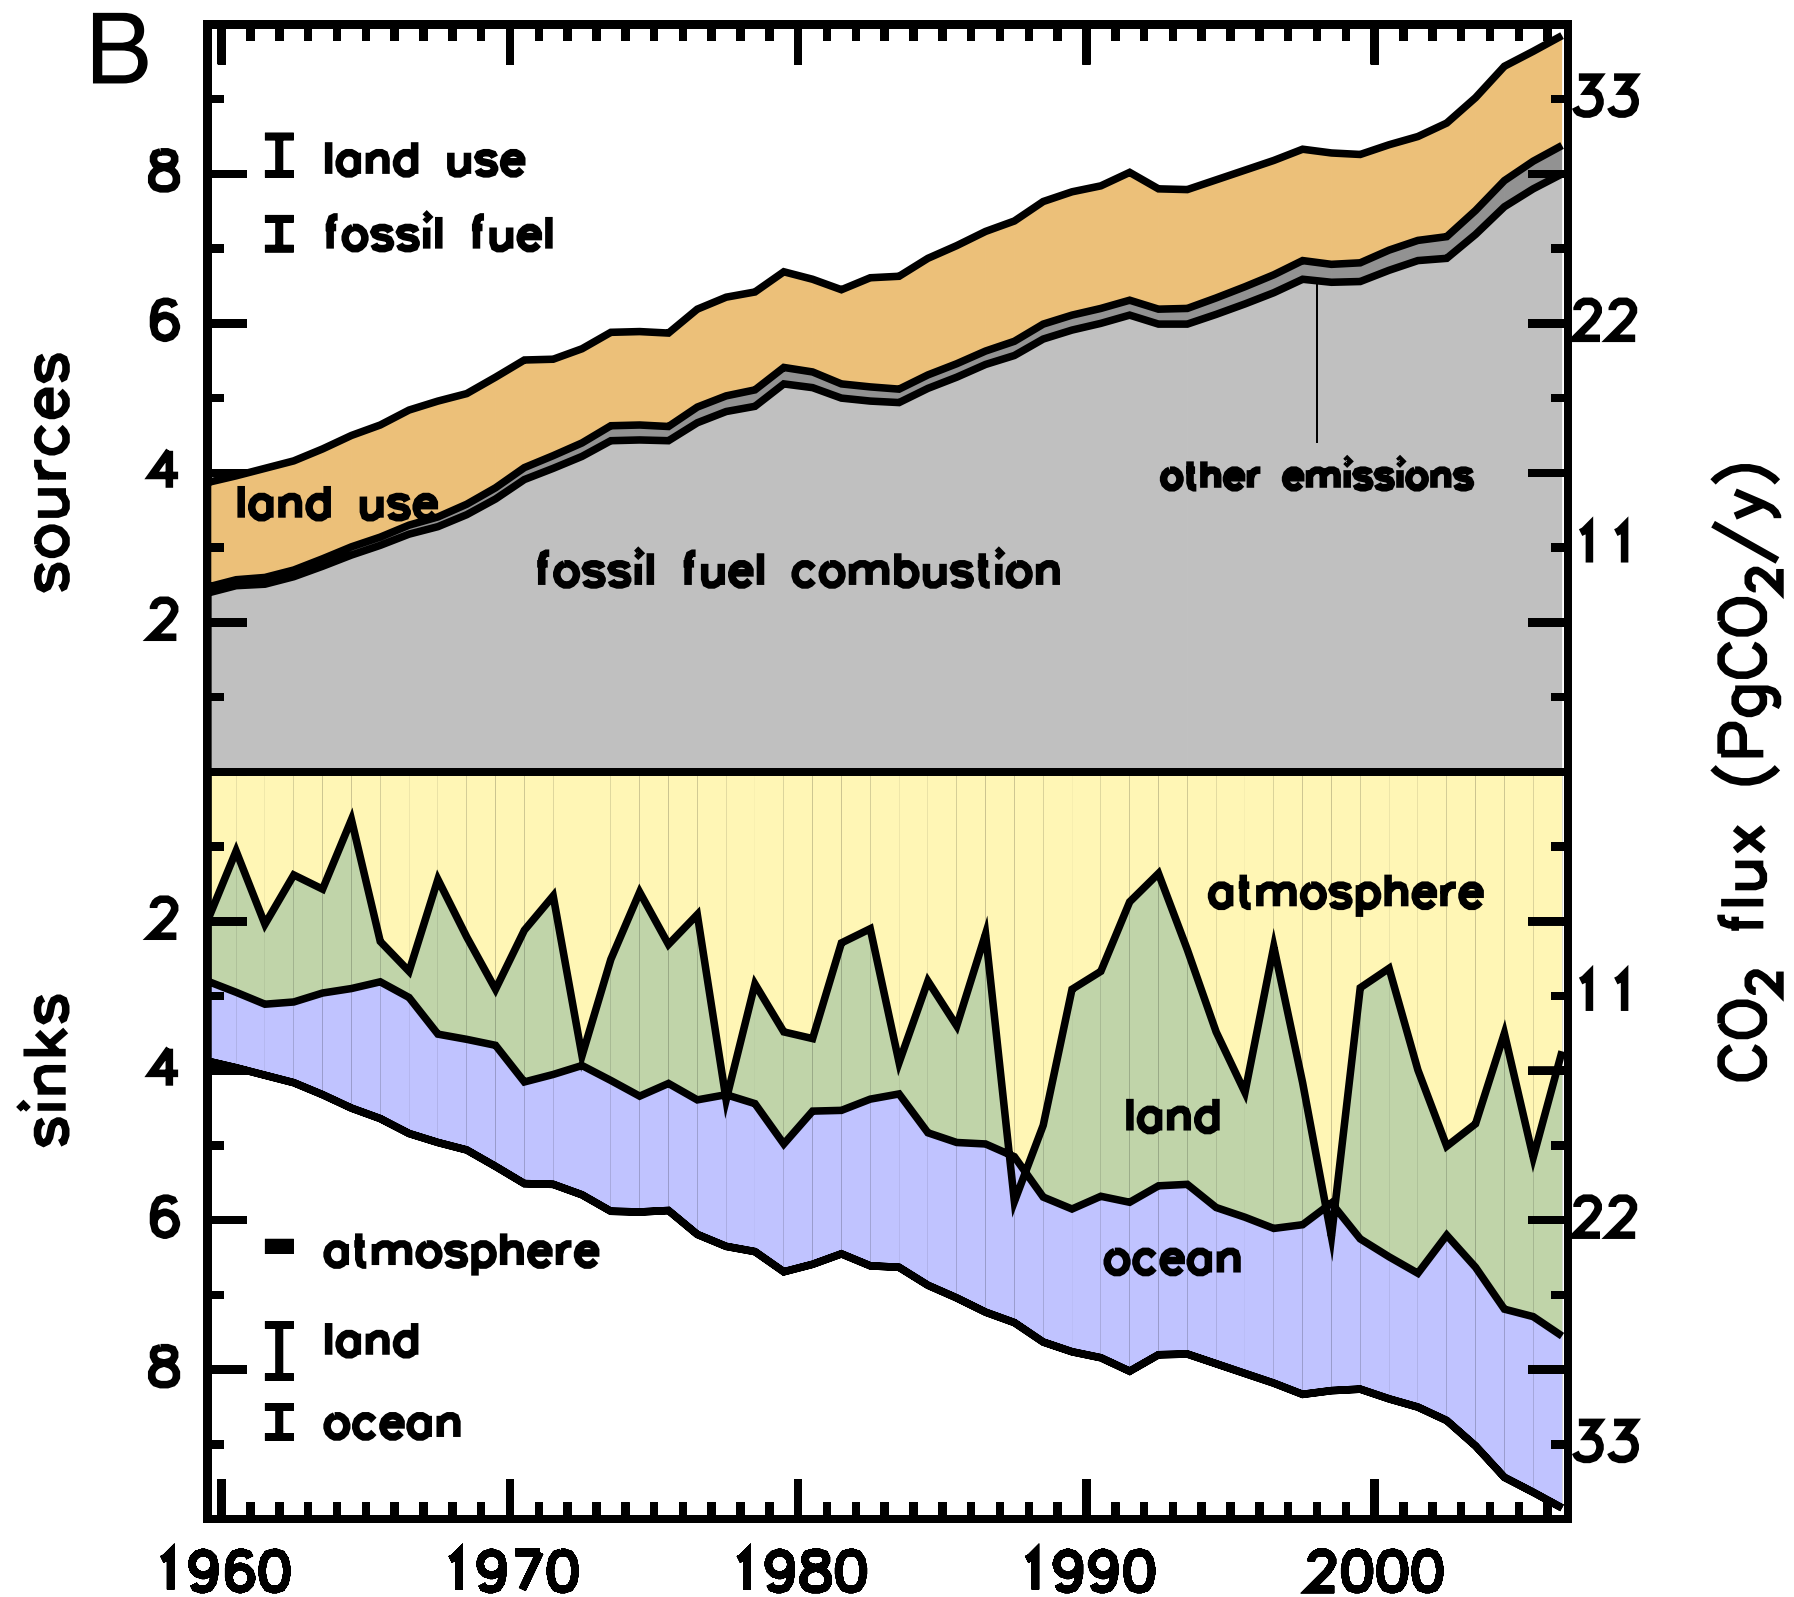 B
33
land use
8
fossil fuel
6
22
sources
4
land use
other emissions
11
fossil fuel combustion
2
CO2 flux (PgCO2/y)
atmosphere
2
11
sinks
4
land
6
22
atmosphere
ocean
land
8
ocean
33
1960 1970 1980 1990 2000